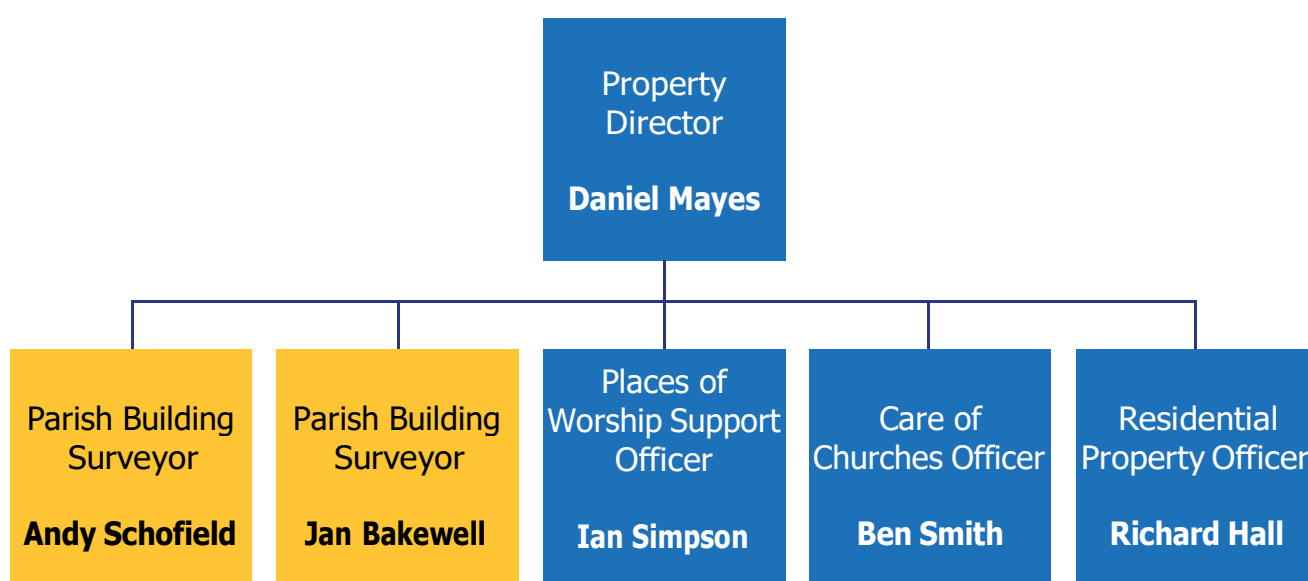 Property
Director
Daniel Mayes
Parish Building
Surveyor
Andy Schofield
Parish Building
Surveyor
Jan Bakewell
Places of
Worship Support
Officer
Ian Simpson
Care of
Churches Officer
Ben Smith
Residential
Property Officer
Richard Hall